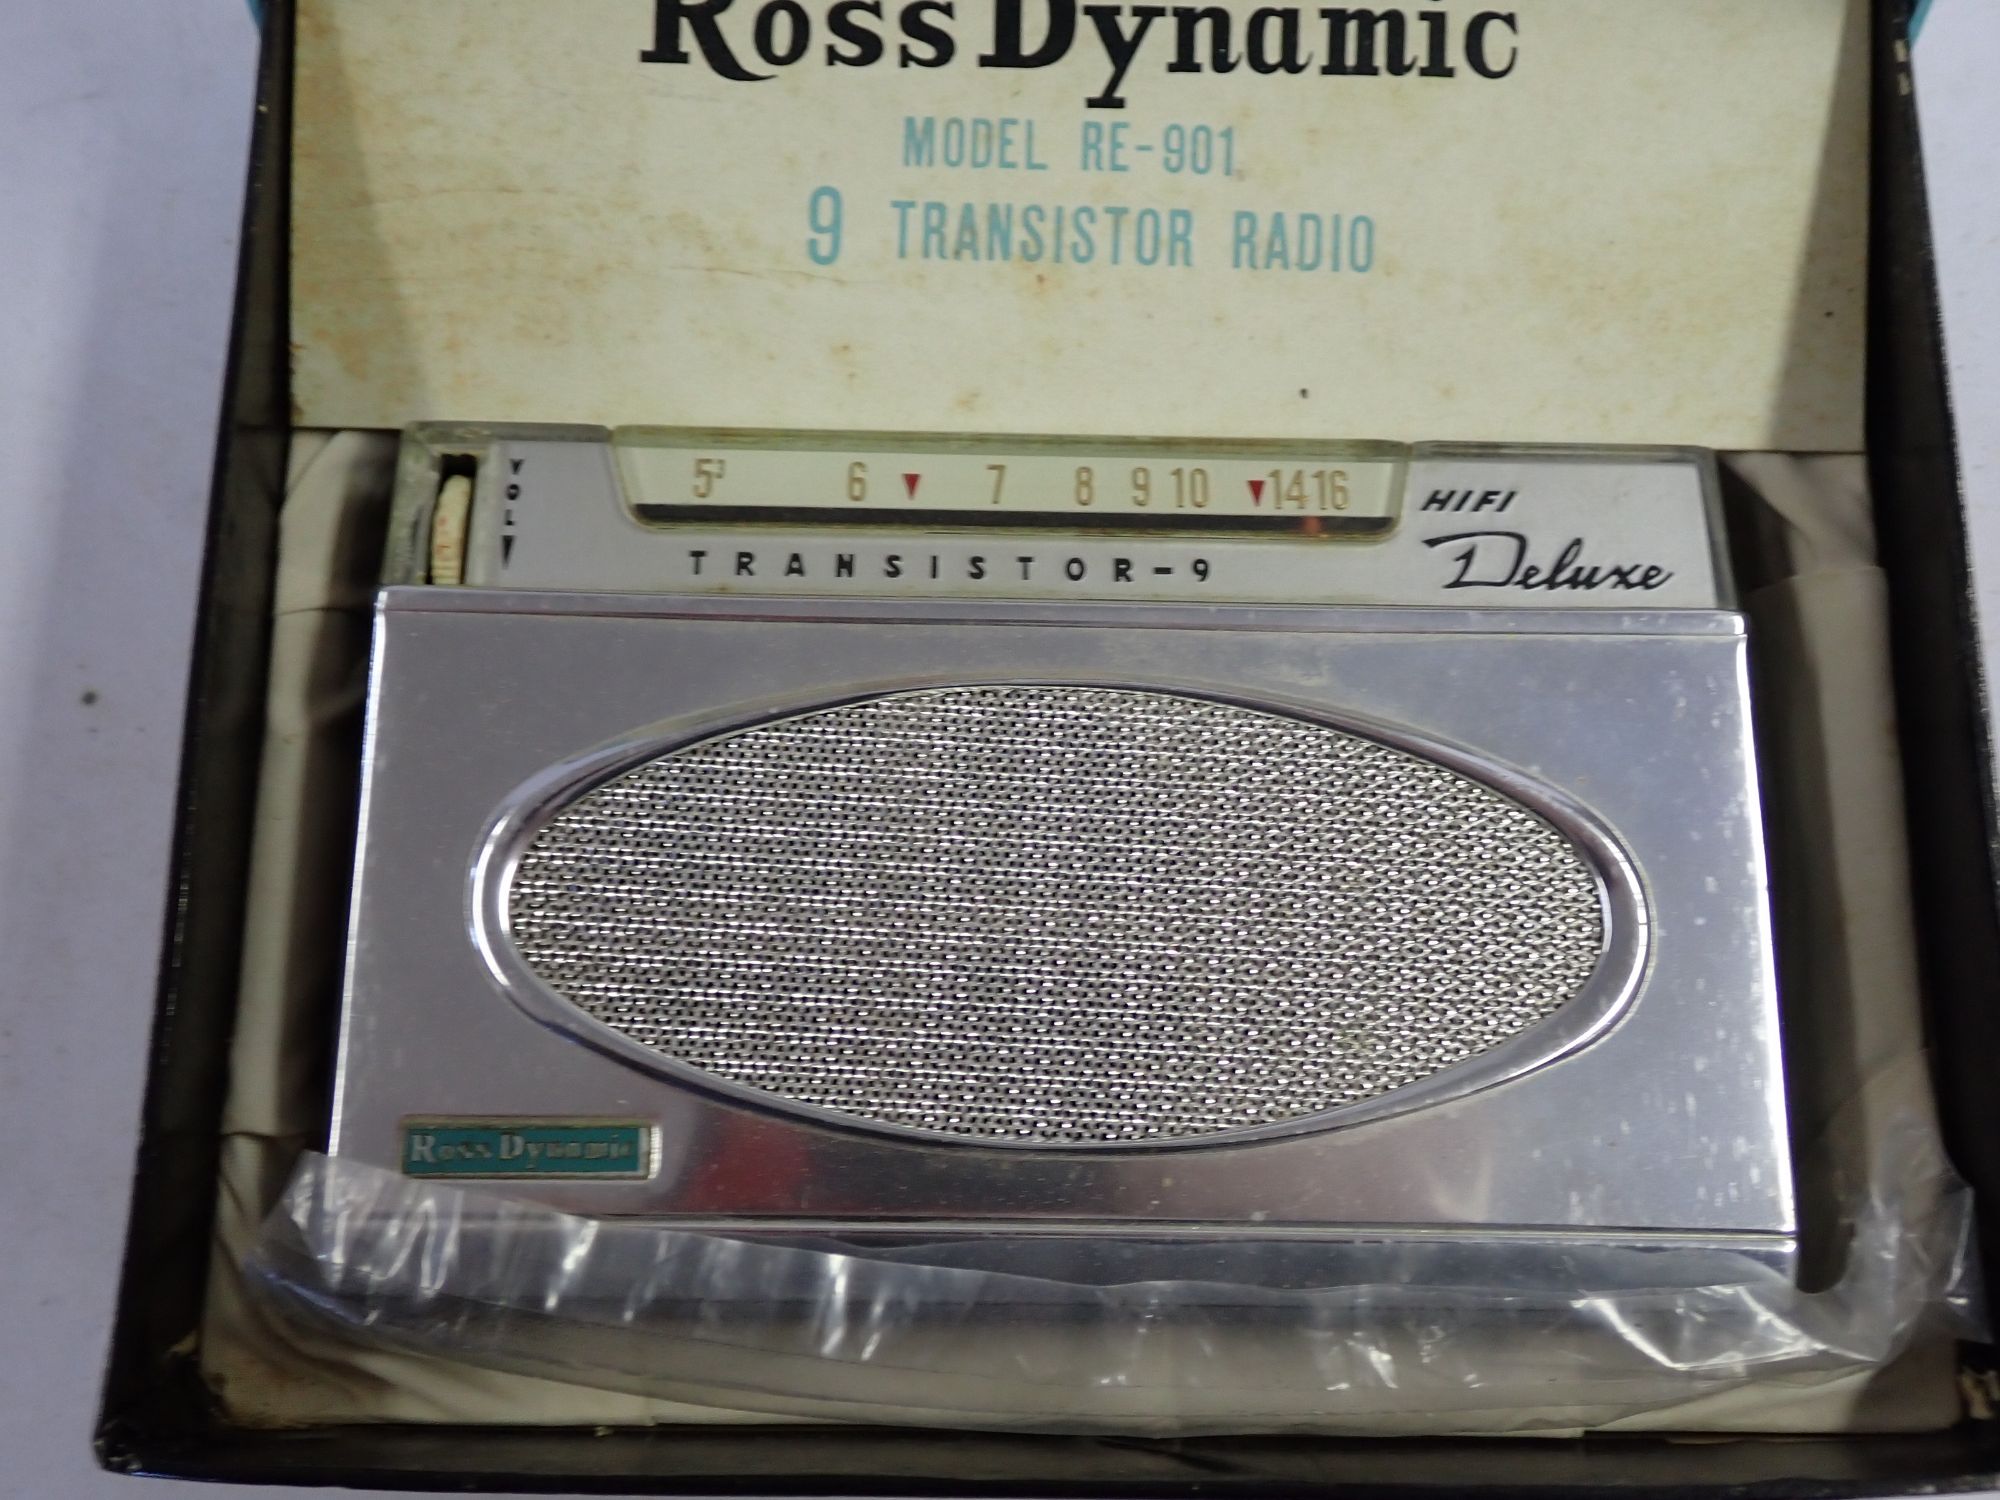 Ross Dynamic
MODEL RE-901
9 TRANSISTOR RADIO
VOL
5³ 6 7 8 9 10 14 16
HIFI
Deluxe
TRANSISTOR-9
Ross Dynamic